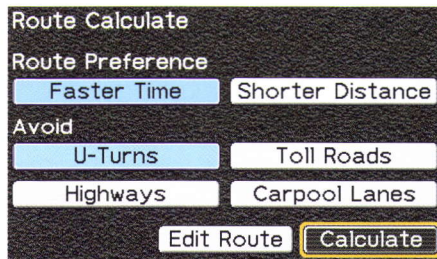 Route Calculate
Route Preference
Faster Time Shorter Distance
Avoid
U-Turns Toll Roads
Highways Carpool Lanes
Edit Route Calculate